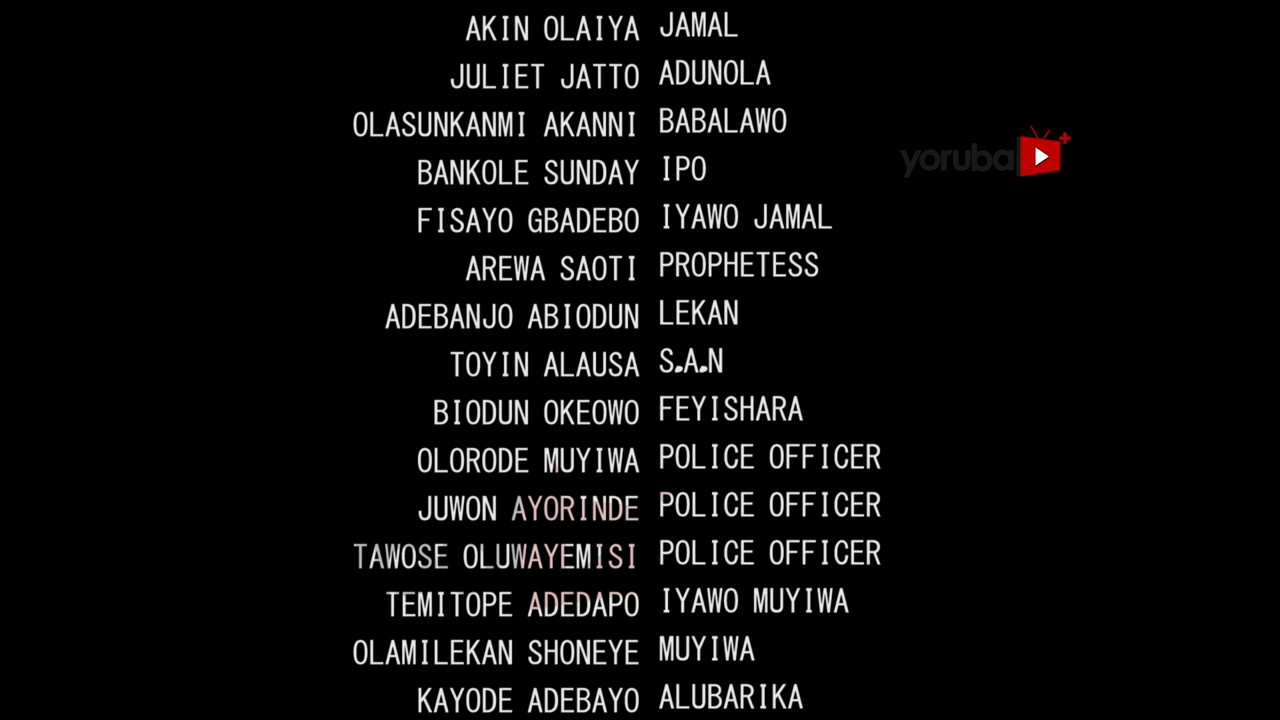 AKIN OLAIYA JAMAL
JULIET JATTO ADUNOLA
OLASUNKANMI AKANNI BABALAWO
yoruba+
BANKOLE SUNDAY IPO
FISAYO GBADEBO IYAWO JAMAL
AREWA SAOTI PROPHETESS
ADEBANJO ABIODUN LEKAN
TOYIN ALAUSA S.A.N
BIODUN OKEOWO FEYISHARA
OLORODE MUYIWA POLICE OFFICER
JUWON AYORINDE POLICE OFFICER
TAWOSE OLUWAYEMISI POLICE OFFICER
TEMITOPE ADEDAPO IYAWO MUYIWA
OLAMILEKAN SHONEYE MUYIWA
KAYODE ADEBAYO ALUBARIKA